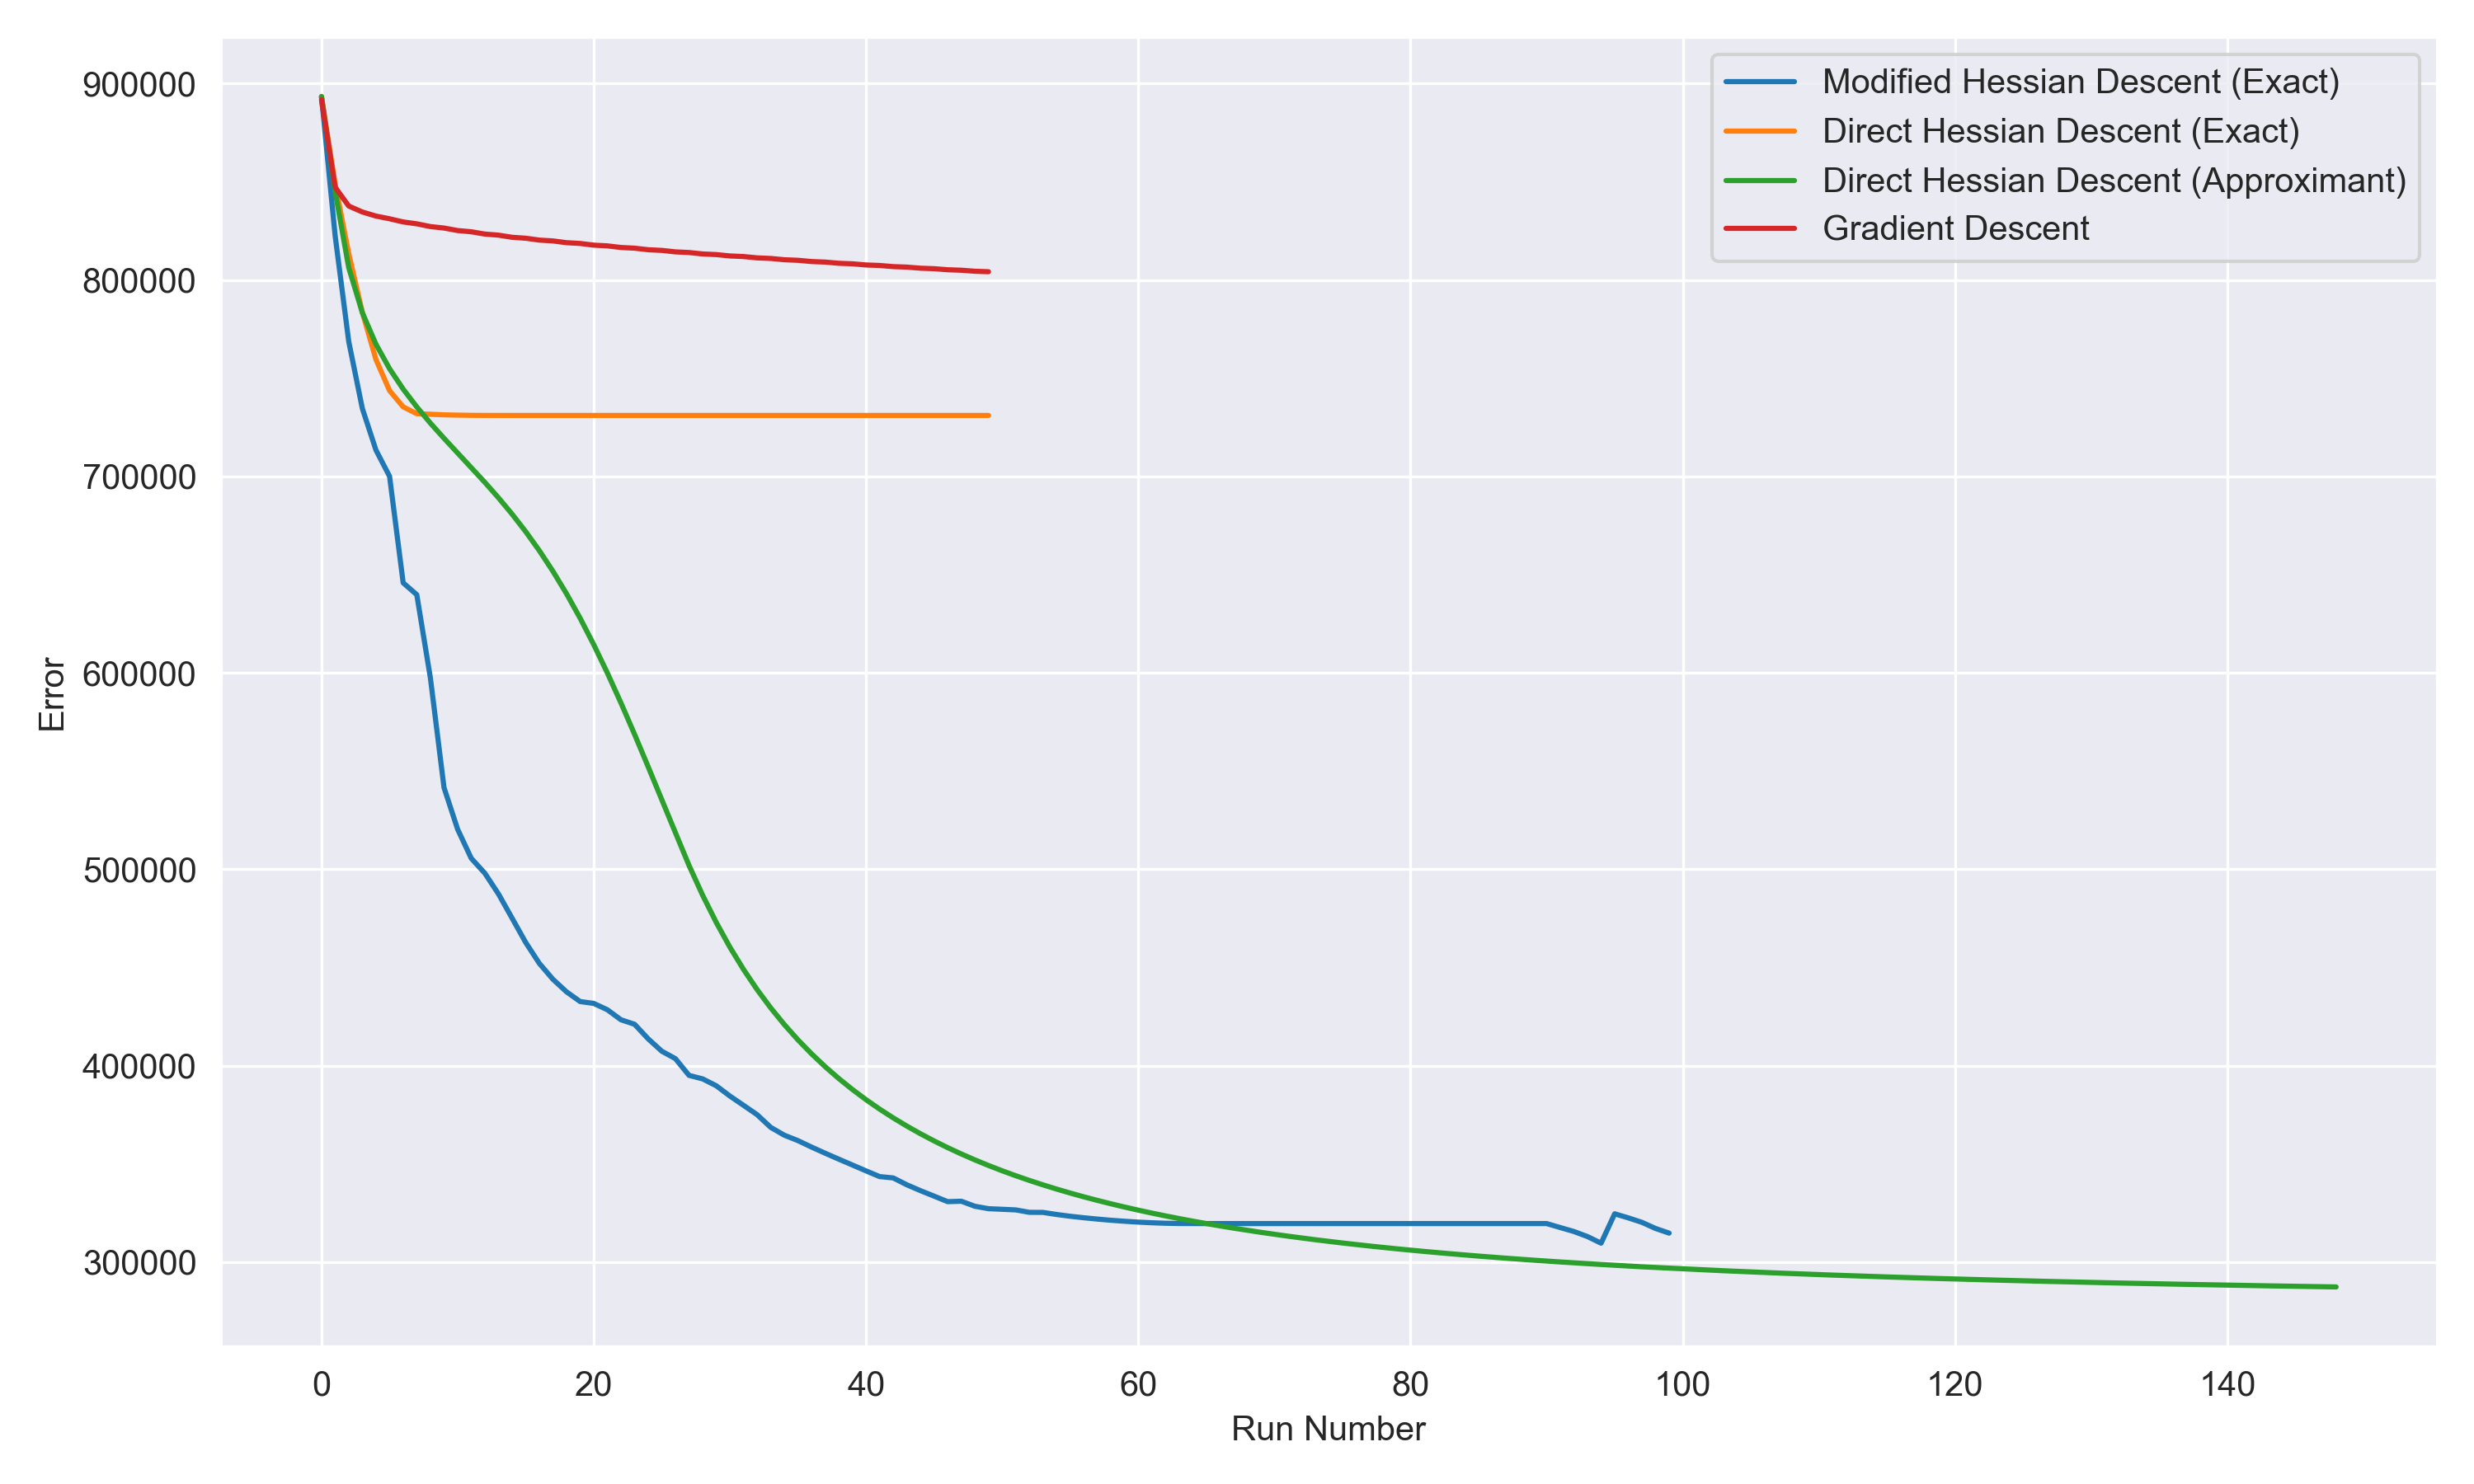 900000
800000
700000
600000
500000
400000
300000
Error
0 20 40 60 80 100 120 140
Run Number
Modified Hessian Descent (Exact)
Direct Hessian Descent (Exact)
Direct Hessian Descent (Approximant)
Gradient Descent